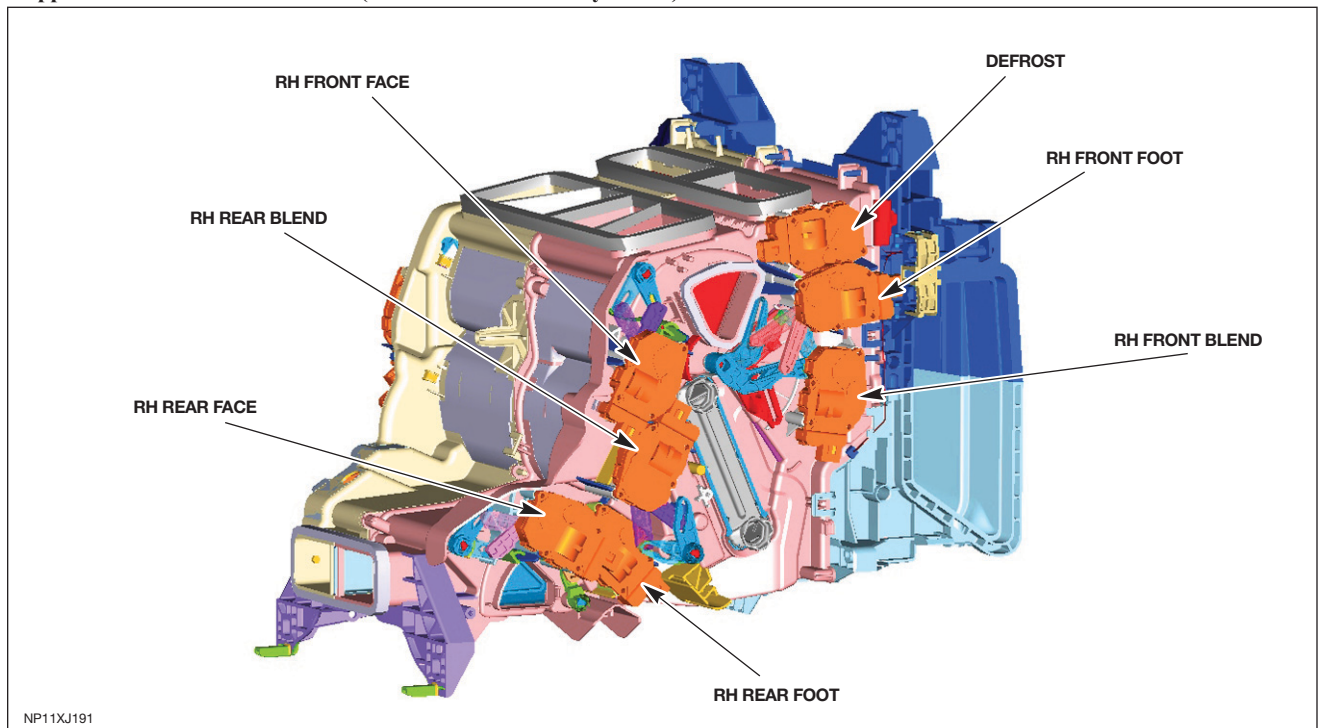 DEFROST
RH FRONT FACE
RH FRONT FOOT
RH REAR BLEND
RH FRONT BLEND
RH REAR FACE
RH REAR FOOT
NP11XJ191